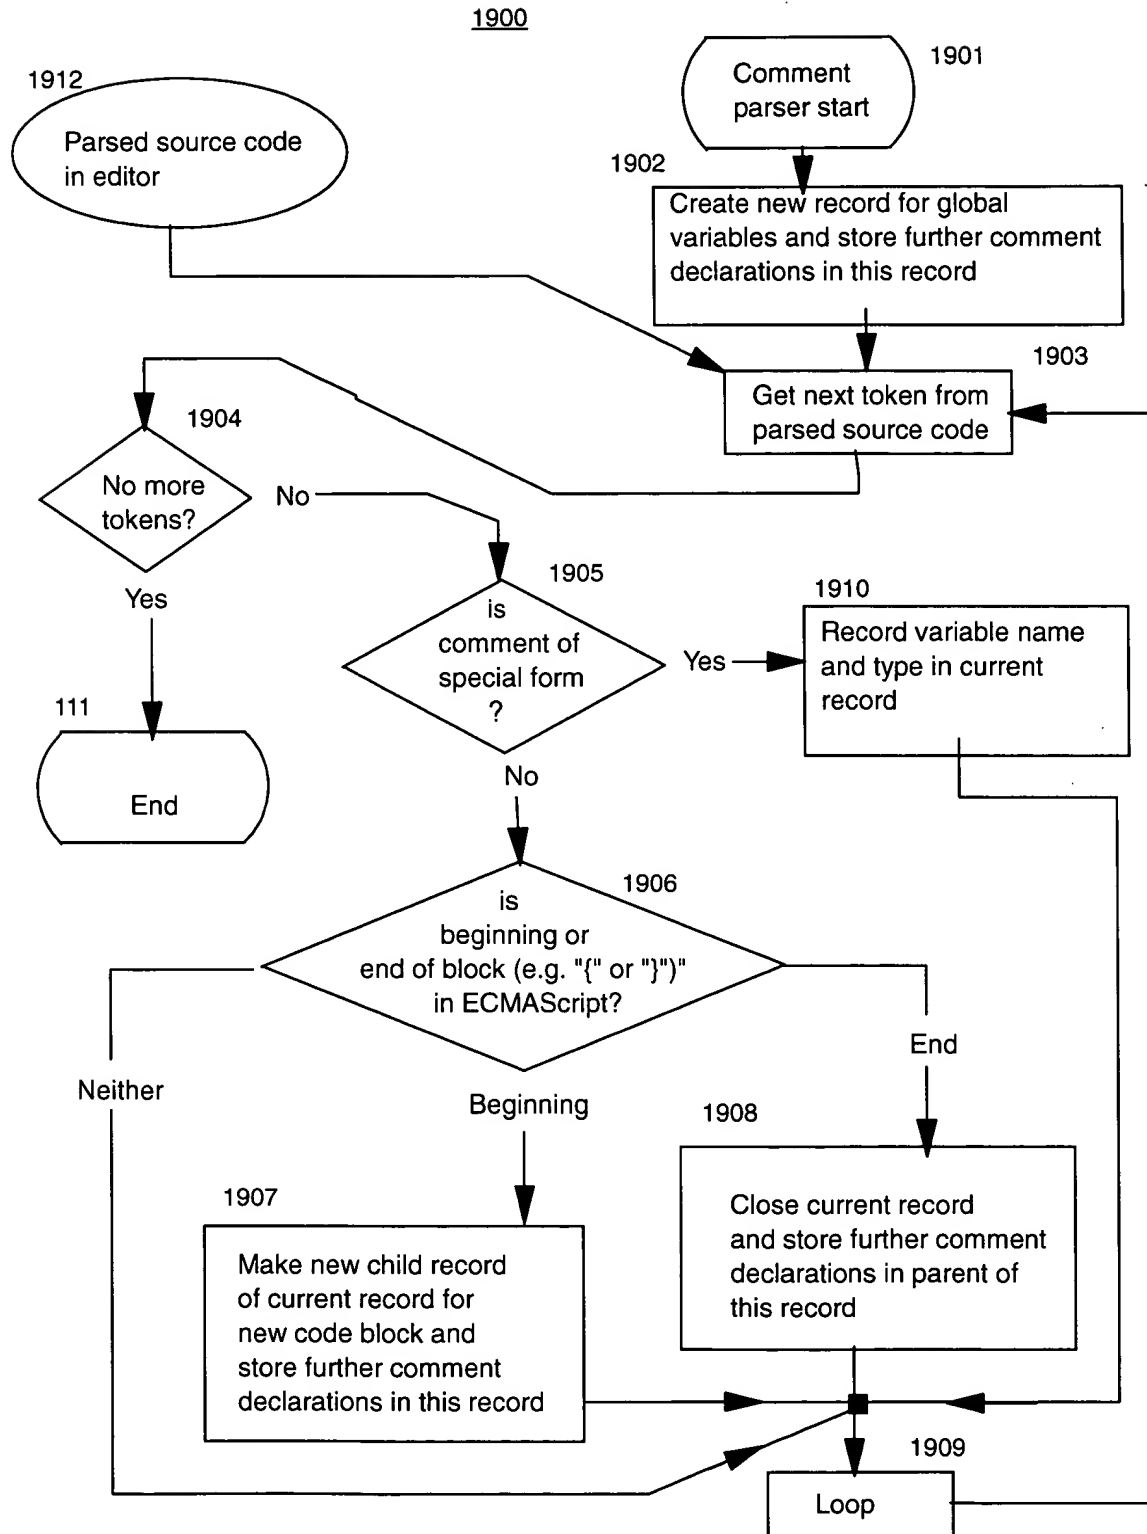 1900
1901
Comment
parser start
1912
Parsed source code
in editor
1902
Create new record for global
variables and store further comment
declarations in this record
1903
Get next token from
parsed source code
1904
No more
tokens?
No
Yes
111
End
1905
is
comment of
special form
?
Yes
1910
Record variable name
and type in current
record
No
1906
is
beginning or
end of block (e.g. "{" or "}")"
in ECMAScript?
Neither
Beginning
End
1907
Make new child record
of current record for
new code block and
store further comment
declarations in this record
1908
Close current record
and store further comment
declarations in parent of
this record
1909
Loop